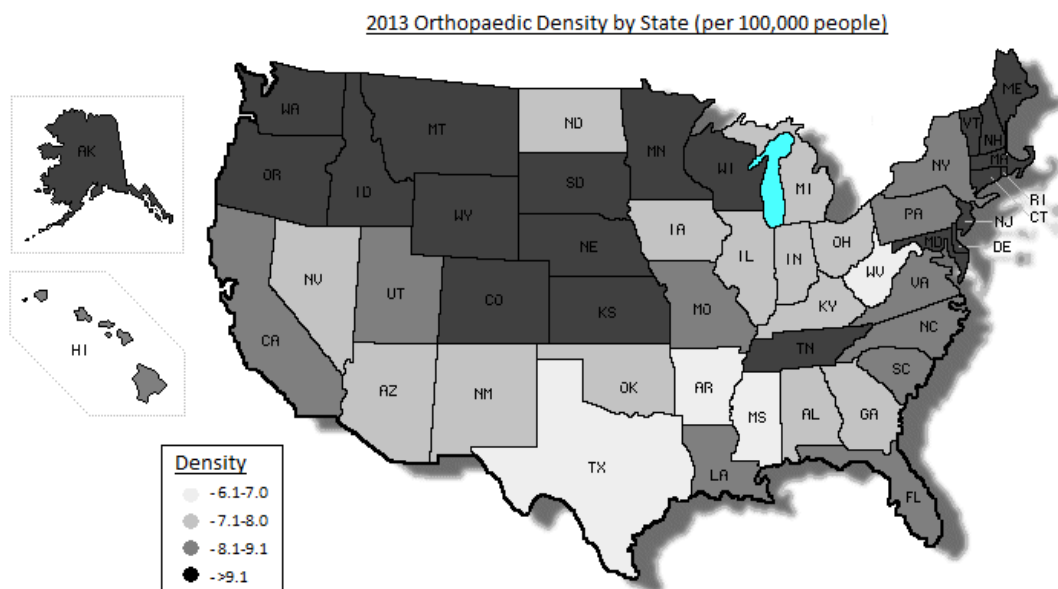 2013 Orthopaedic Density by State (per 100,000 people)
WA
MT
ND
MN
ME
VT
NH
AK
OR
ID
SD
WI
NY
MA
MI
WY
RI
CT
IA
PA
NJ
NE
OH
MD
DE
IL
IN
WV
NV
UT
CO
VA
KS
MO
KY
CA
NC
HI
TN
SC
AZ
NM
OK
AR
MS
AL
GA
TX
LA
FL
Density
- 6.1-7.0
- 7.1-8.0
- 8.1-9.1
- >9.1